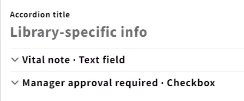 Accordion title
Library-specific info
Vital note · Text field
Manager approval required · Checkbox